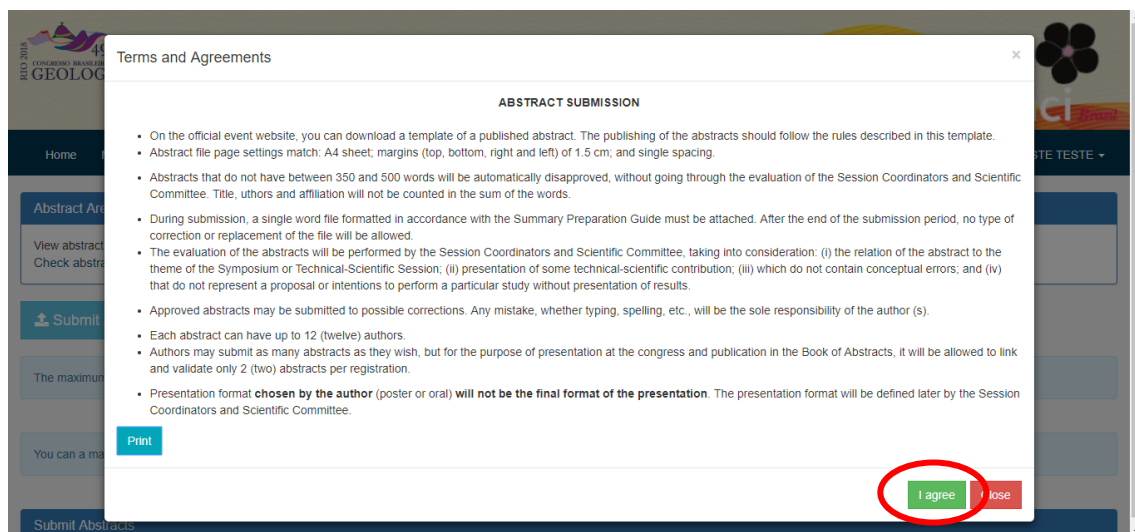 RIO 2018
49
CONGRESSO
GEOLOG
Terms and Agreements ×
ci Brasil
Home
STE TESTE
ABSTRACT SUBMISSION
• On the official event website, you can download a template of a published abstract. The publishing of the abstracts should follow the rules described in this template.
• Abstract file page settings match: A4 sheet; margins (top, bottom, right and left) of 1.5 cm; and single spacing.
• Abstracts that do not have between 350 and 500 words will be automatically disapproved, without going through the evaluation of the Session Coordinators and Scientific
Committee. Title, uthors and affiliation will not be counted in the sum of the words.
• During submission, a single word file formatted in accordance with the Summary Preparation Guide must be attached. After the end of the submission period, no type of
correction or replacement of the file will be allowed.
• The evaluation of the abstracts will be performed by the Session Coordinators and Scientific Committee, taking into consideration: (i) the relation of the abstract to the
theme of the Symposium or Technical-Scientific Session; (ii) presentation of some technical-scientific contribution; (iii) which do not contain conceptual errors; and (iv)
that do not represent a proposal or intentions to perform a particular study without presentation of results.
• Approved abstracts may be submitted to possible corrections. Any mistake, whether typing, spelling, etc., will be the sole responsibility of the author (s).
• Each abstract can have up to 12 (twelve) authors.
• Authors may submit as many abstracts as they wish, but for the purpose of presentation at the congress and publication in the Book of Abstracts, it will be allowed to link
and validate only 2 (two) abstracts per registration.
• Presentation format chosen by the author (poster or oral) will not be the final format of the presentation. The presentation format will be defined later by the Session
Coordinators and Scientific Committee.
Print
I agree
Close
Abstract Are
View abstract
Check abstra
Submit
The maximum
You can a ma
Submit Abstracts